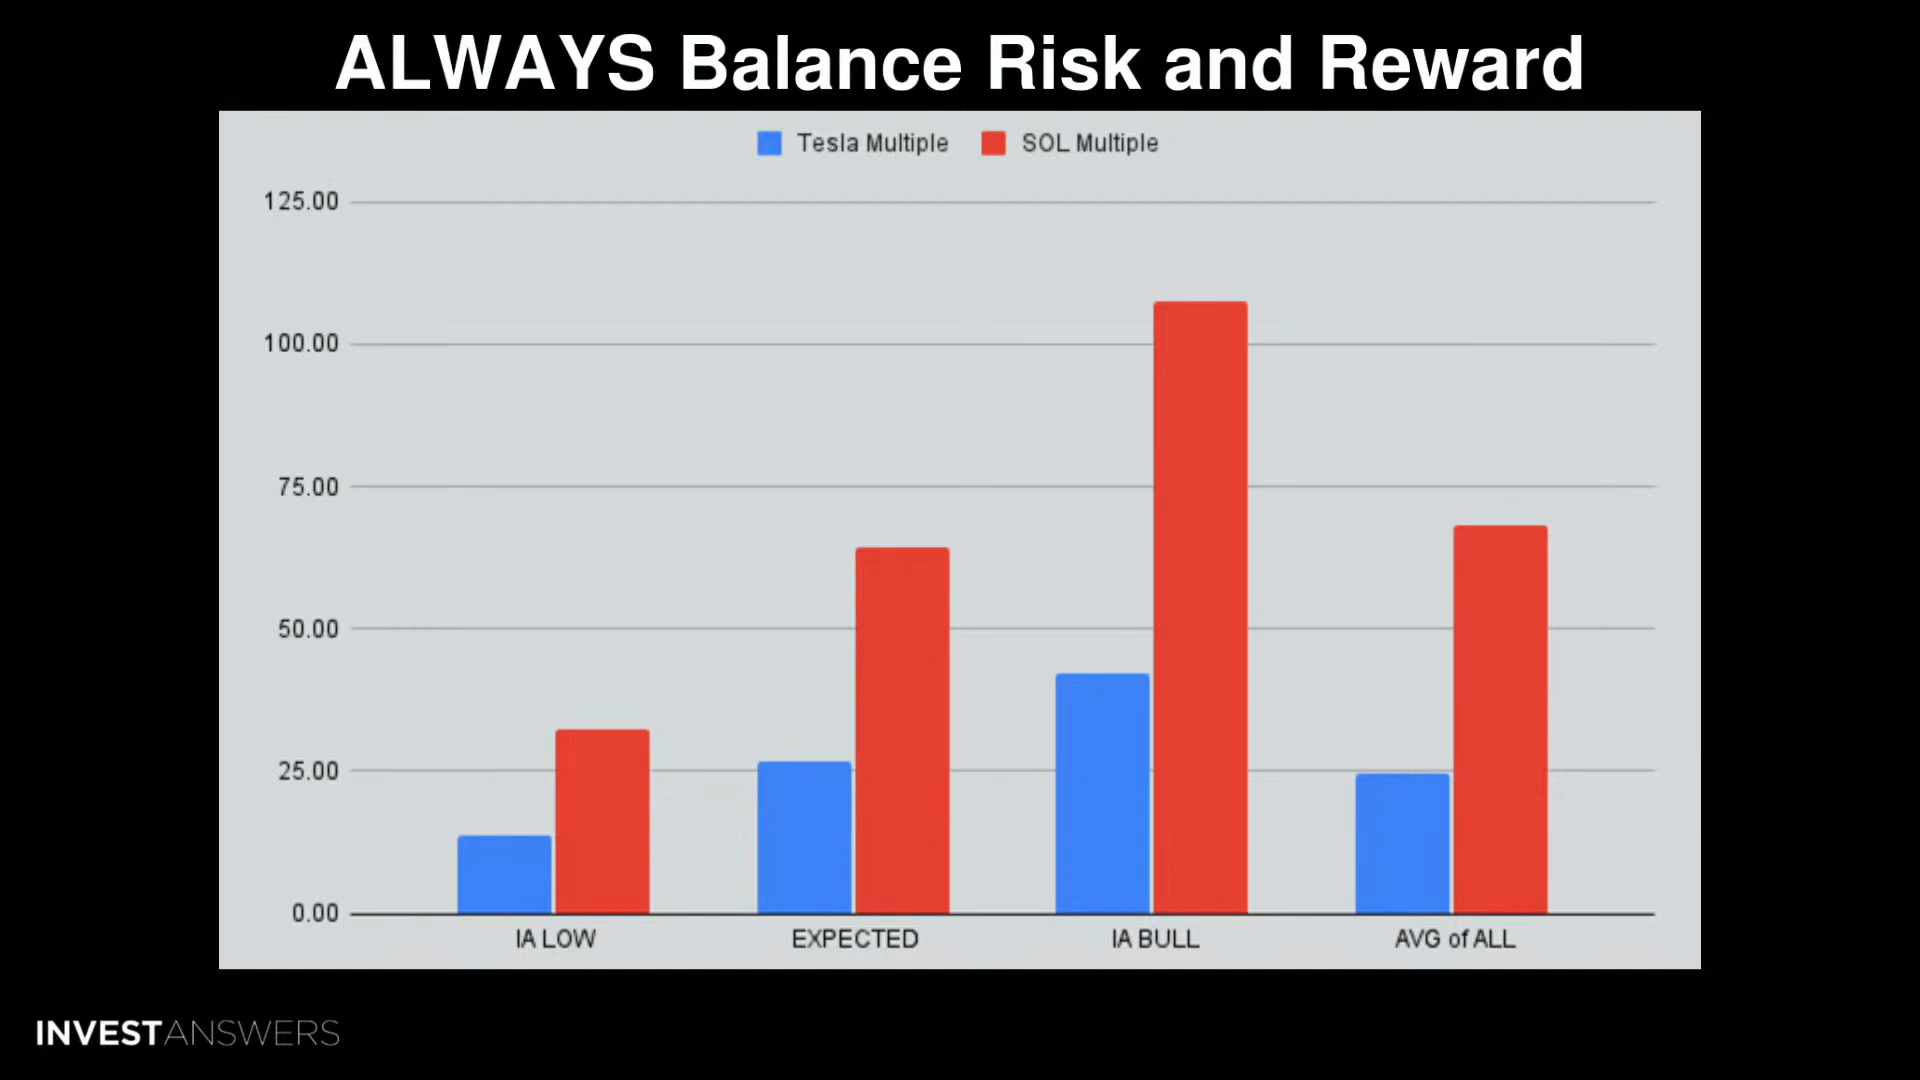 ALWAYS Balance Risk and Reward
Tesla Multiple SOL Multiple
125.00
100.00
75.00
50.00
25.00
0.00
IA LOW EXPECTED IA BULL AVG of ALL
INVESTANSWERS